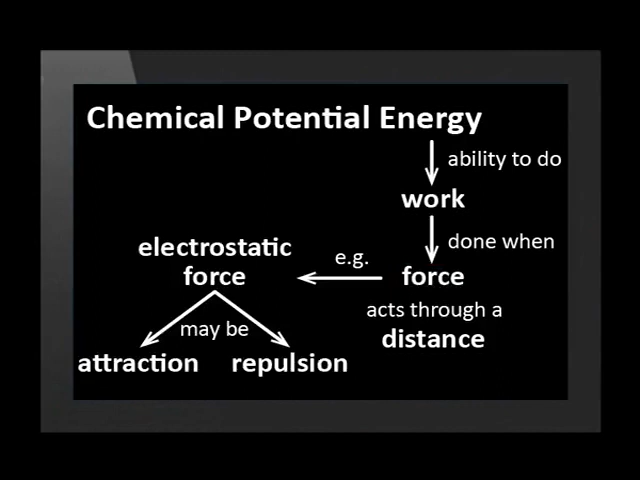 Chemical Potential Energy
ability to do
work
done when
force
acts through a
distance
e.g.
electrostatic
force
may be
attraction
repulsion